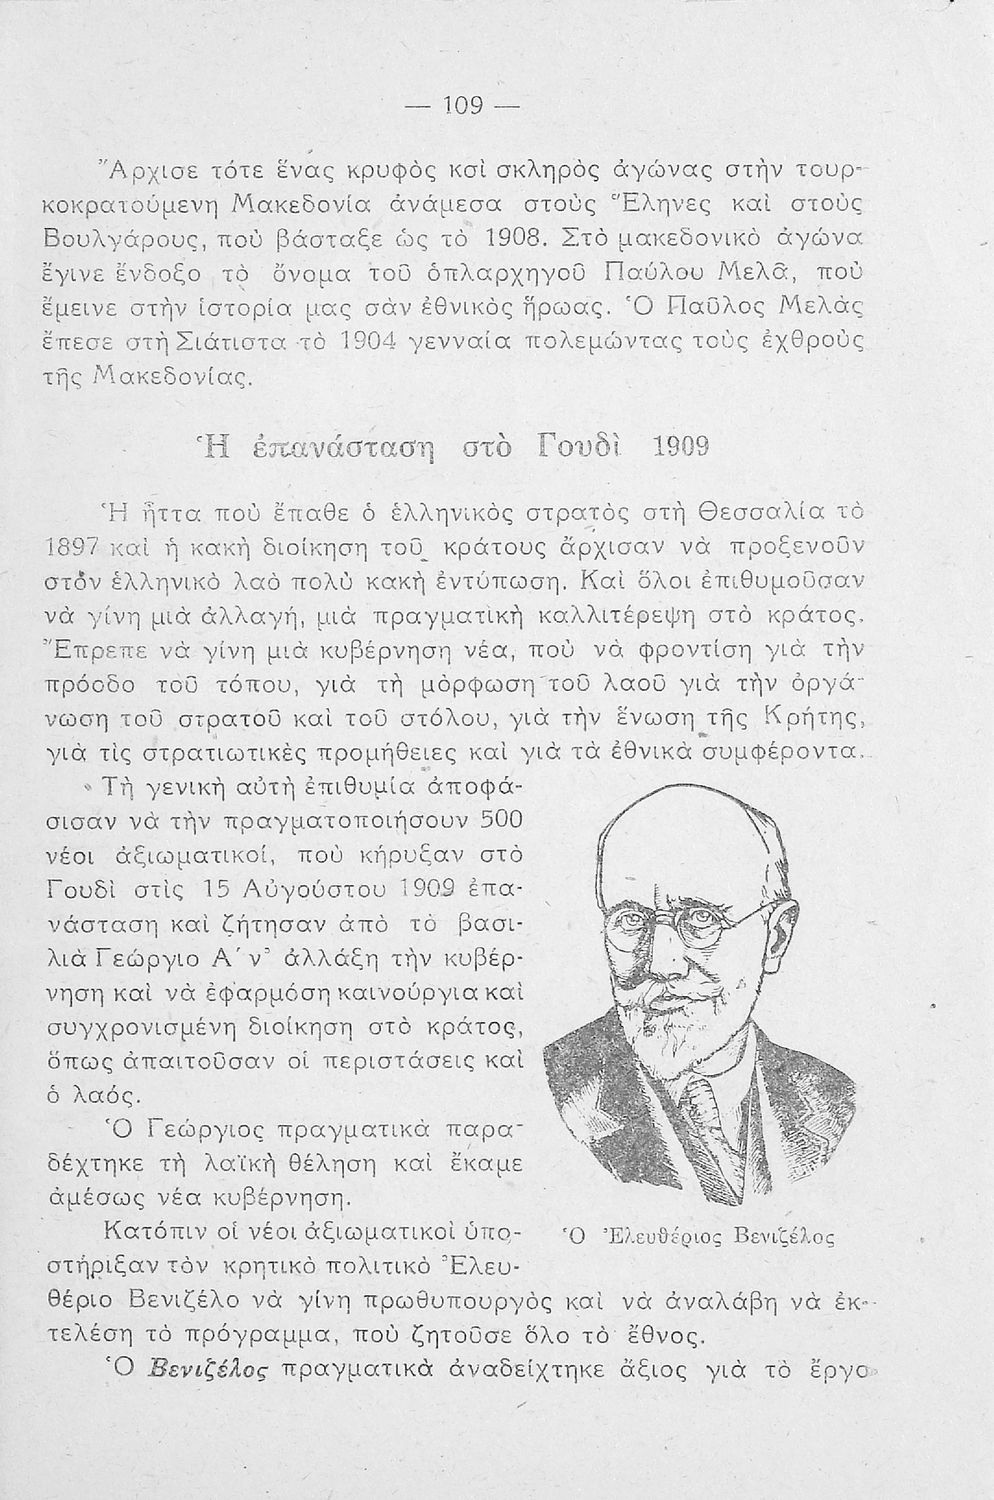 — 109 —
Ἄρχισε τότε ἕνας κρυφὸς κσὶ σκληρὸς ἀγώνας στὴν τουρ-
κοκρατούμενη Μακεδονία ἀνάμεσα στοὺς Ἕληνες καὶ στοὺς
Βουλγάρους, ποὺ βάσταξε ὡς τὸ 1908. Στὸ μακεδονικὸ ἀγώνα
ἔγινε ἔνδοξο τὸ ὄνομα τοῦ ὁπλαρχηγοῦ Παύλου Μελᾶ, ποὺ
ἔμεινε στὴν ἱστορία μας σὰν ἐθνικὸς ἥρωας. Ὁ Παῦλος Μελὰς
ἔπεσε στὴ Σιάτιστα τὸ 1904 γενναία πολεμώντας τοὺς ἐχθροὺς
τῆς Μακεδονίας.
Ἡ ἐπανάσταση στὸ Γουδὶ 1909
Ἡ ἧττα ποὺ ἔπαθε ὁ ἑλληνικὸς στρατὸς στὴ Θεσσαλία τὸ
1897 καὶ ἡ κακὴ διοίκηση τοῦ κράτους ἄρχισαν νὰ προξενοῦν
στὸν ἑλληνικὸ λαὸ πολὺ κακὴ ἐντύπωση. Καὶ ὅλοι ἐπιθυμοῦσαν
νὰ γίνη μιὰ ἀλλαγή, μιὰ πραγματικὴ καλλιτέρεψη στὸ κράτος.
Ἔπρεπε νὰ γίνη μιὰ κυβέρνηση νέα, ποὺ νὰ φροντίση γιὰ τὴν
πρόοδο τοῦ τόπου, γιὰ τὴ μὸρφωση τοῦ λαοῦ γιὰ τὴν ὀργά-
νωση τοῦ στρατοῦ καὶ τοῦ στόλου, γιὰ τὴν ἕνωση τῆς Κρήτης,
γιὰ τὶς στρατιωτικὲς προμήθειες καὶ γιὰ τὰ ἐθνικὰ συμφέροντα.
Τὴ γενικὴ αὐτὴ ἐπιθυμία ἀποφά-
σισαν νὰ τὴν πραγματοποιήσουν 500
νέοι ἀξιωματικοί, ποὺ κήρυξαν στὸ
Γουδὶ στὶς 15 Αὐγούστου 1909 ἐπα-
νάσταση καὶ ζήτησαν ἀπὸ τὸ βασι-
λιὰ Γεώργιο Α΄ ν' ἀλλάξη τὴν κυβέρ-
νηση καὶ νὰ ἐφαρμόση καινούργια καὶ
συγχρονισμένη διοίκηση στὸ κράτος,
ὅπως ἀπαιτοῦσαν οἱ περιστάσεις καὶ
ὁ λαός.
Ὁ Γεώργιος πραγματικὰ παρα-
δέχτηκε τὴ λαϊκὴ θέληση καὶ ἔκαμε
ἀμέσως νέα κυβέρνηση.
Κατόπιν οἱ νέοι ἀξιωματικοὶ ὑπο-
στήριξαν τὸν κρητικὸ πολιτικὸ Ἐλευ-
θέριο Βενιζέλο νὰ γίνη πρωθυπουργὸς καὶ νὰ ἀναλάβη νὰ ἐκ-
τελέση τὸ πρόγραμμα, ποὺ ζητοῦσε ὅλο τὸ ἔθνος.
Ὁ Βενιζέλος πραγματικὰ ἀναδείχτηκε ἄξιος γιὰ τὸ ἔργο
Ὁ Ἐλευθέριος Βενιζέλος